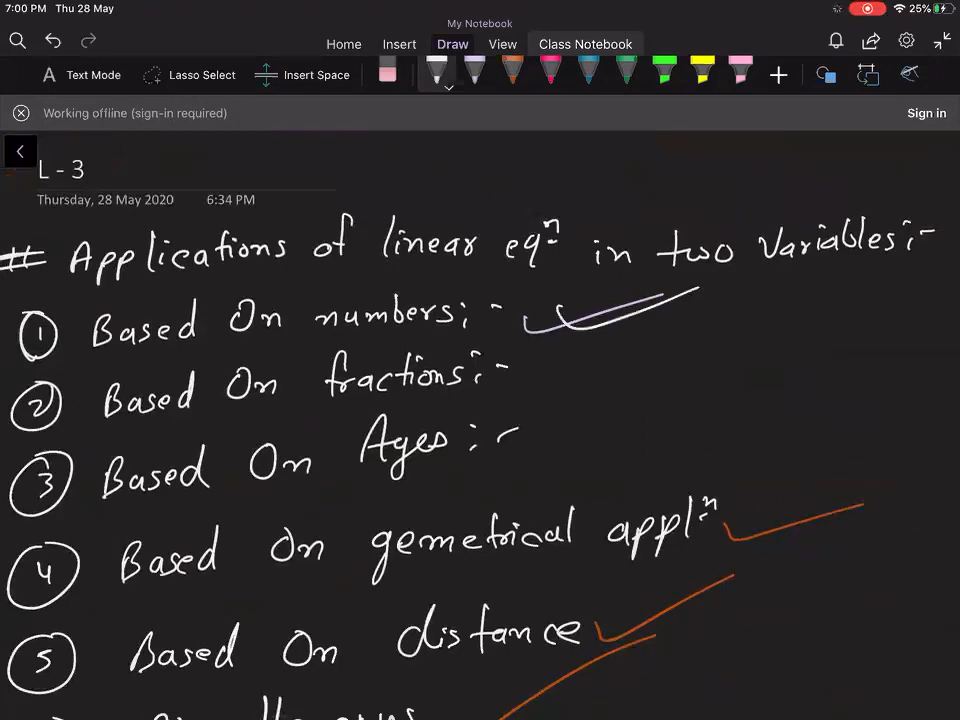 7:00 PM Thu 28 May 25%
My Notebook
Home Insert Draw View Class Notebook
Text Mode Lasso Select Insert Space
Working offline (sign-in required) Sign in
L - 3
Thursday, 28 May 2020 6:34 PM
# Applications of linear eqⁿ in two Variables:-
① Based On numbers:-
② Based On fractions:-
③ Based On Ages:-
④ Based On gemetrical applⁿ
⑤ Based On distance